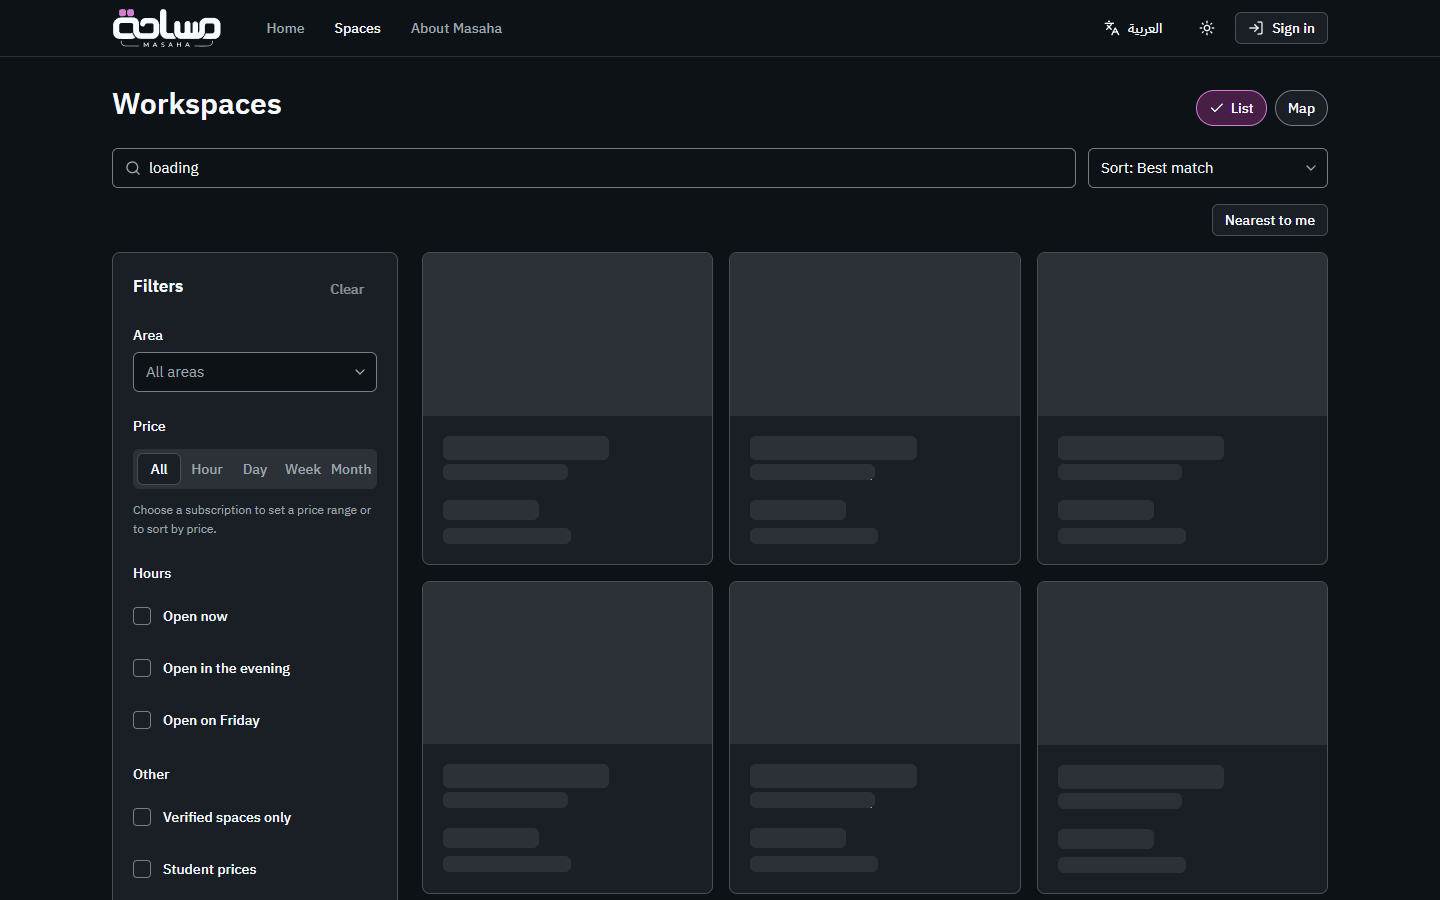 مساحة
MASAHA
Home
Spaces
About Masaha
العربية
Sign in
Workspaces
List
Map
loading
Sort: Best match
Nearest to me
Filters
Clear
Area
All areas
Price
All
Hour
Day
Week
Month
Choose a subscription to set a price range or
to sort by price.
Hours
Open now
Open in the evening
Open on Friday
Other
Verified spaces only
Student prices